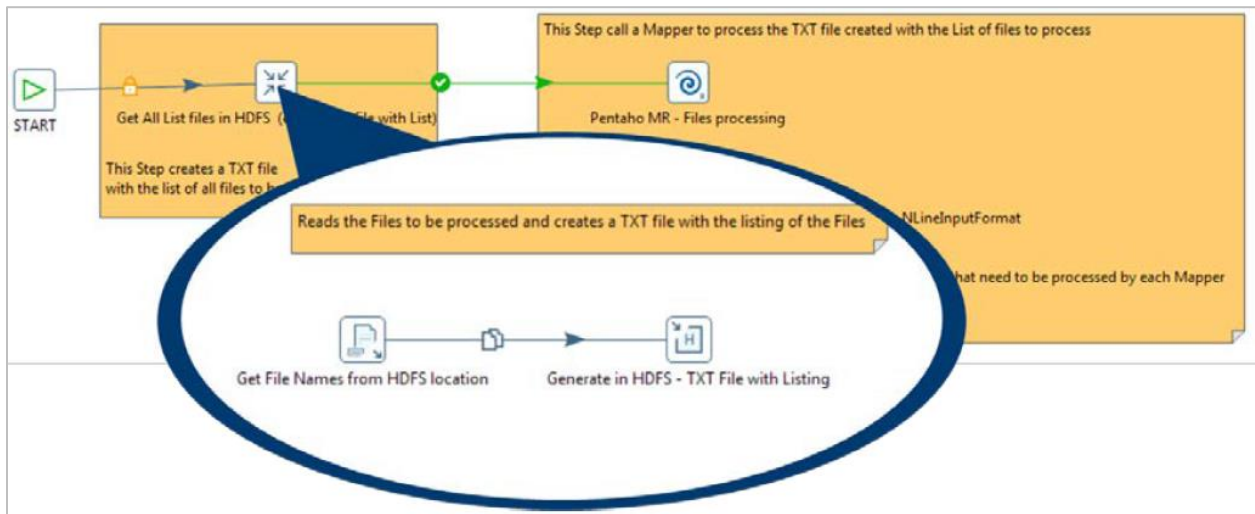 This Step call a Mapper to process the TXT file created with the List of files to process
START
Get All List files in HDFS (
le with List)
Pentaho MR - Files processing
This Step creates a TXT file
with the list of all files to
Reads the Files to be processed and creates a TXT file with the listing of the Files
NLineInputFormat
hat need to be processed by each Mapper
H
Get File Names from HDFS location
Generate in HDFS - TXT File with Listing